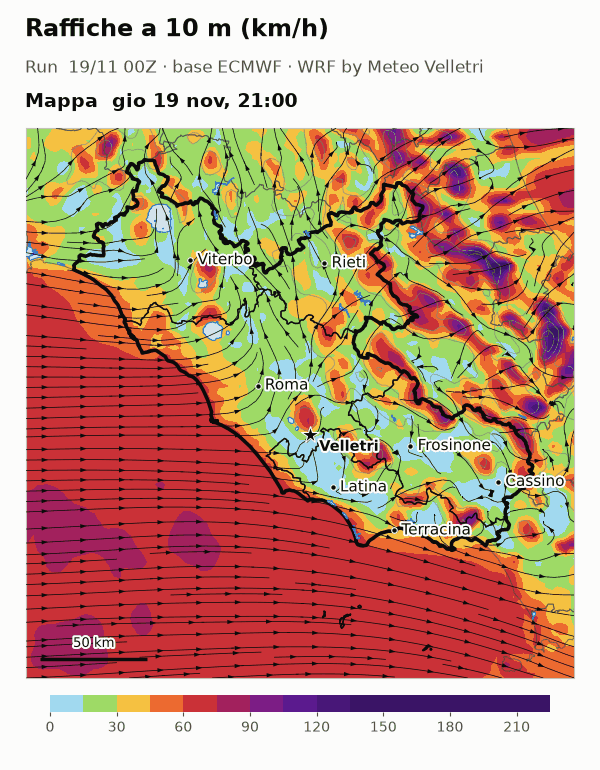 Raffiche a 10 m (km/h)
Run 19/11 00Z · base ECMWF · WRF by Meteo Velletri
Mappa gio 19 nov, 21:00
Viterbo
Rieti
Roma
Velletri
Frosinone
Cassino
Latina
Terracina
50 km
0 30 60 90 120 150 180 210